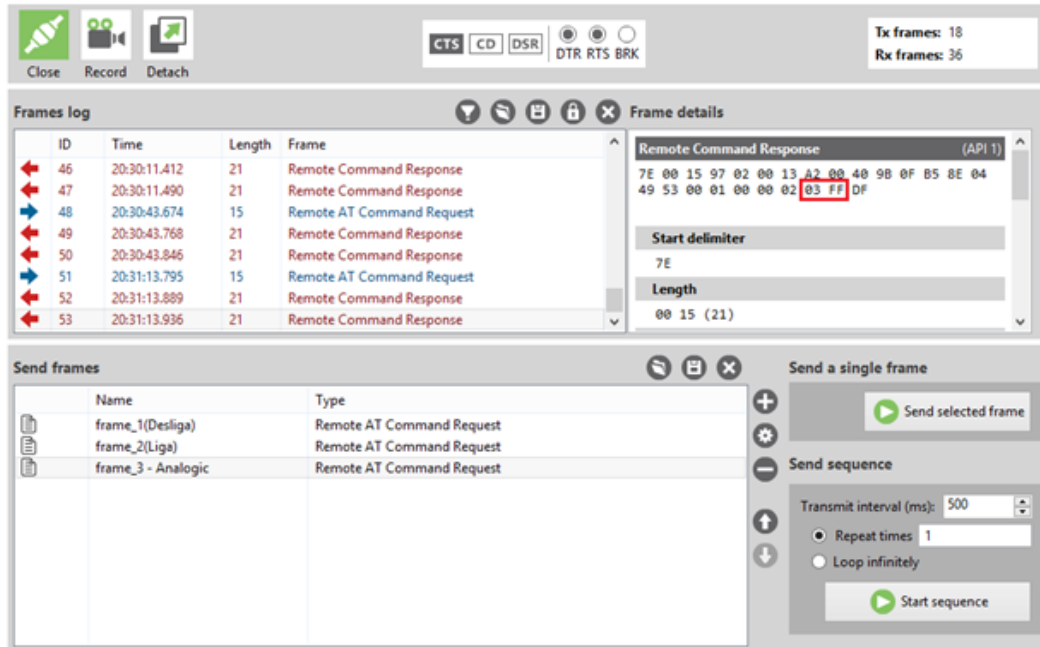 CTS CD DSR
DTR RTS BRK
Tx frames: 18
Rx frames: 36
Close Record Detach
Frames log
ID Time Length Frame
46 20:30:11.412 21 Remote Command Response
47 20:30:11.490 21 Remote Command Response
48 20:30:43.674 15 Remote AT Command Request
49 20:30:43.768 21 Remote Command Response
50 20:30:43.846 21 Remote Command Response
51 20:31:13.795 15 Remote AT Command Request
52 20:31:13.889 21 Remote Command Response
53 20:31:13.936 21 Remote Command Response
Frame details
Remote Command Response (API 1)
7E 00 15 97 02 00 13 A2 00 40 9B 0F B5 8E 04
49 53 00 01 00 00 02 03 FF DF
Start delimiter
7E
Length
00 15 (21)
Send frames
Name Type
frame_1(Desliga) Remote AT Command Request
frame_2(Liga) Remote AT Command Request
frame_3 - Analogic Remote AT Command Request
Send a single frame
Send selected frame
Send sequence
Transmit interval (ms): 500
Repeat times 1
Loop infinitely
Start sequence